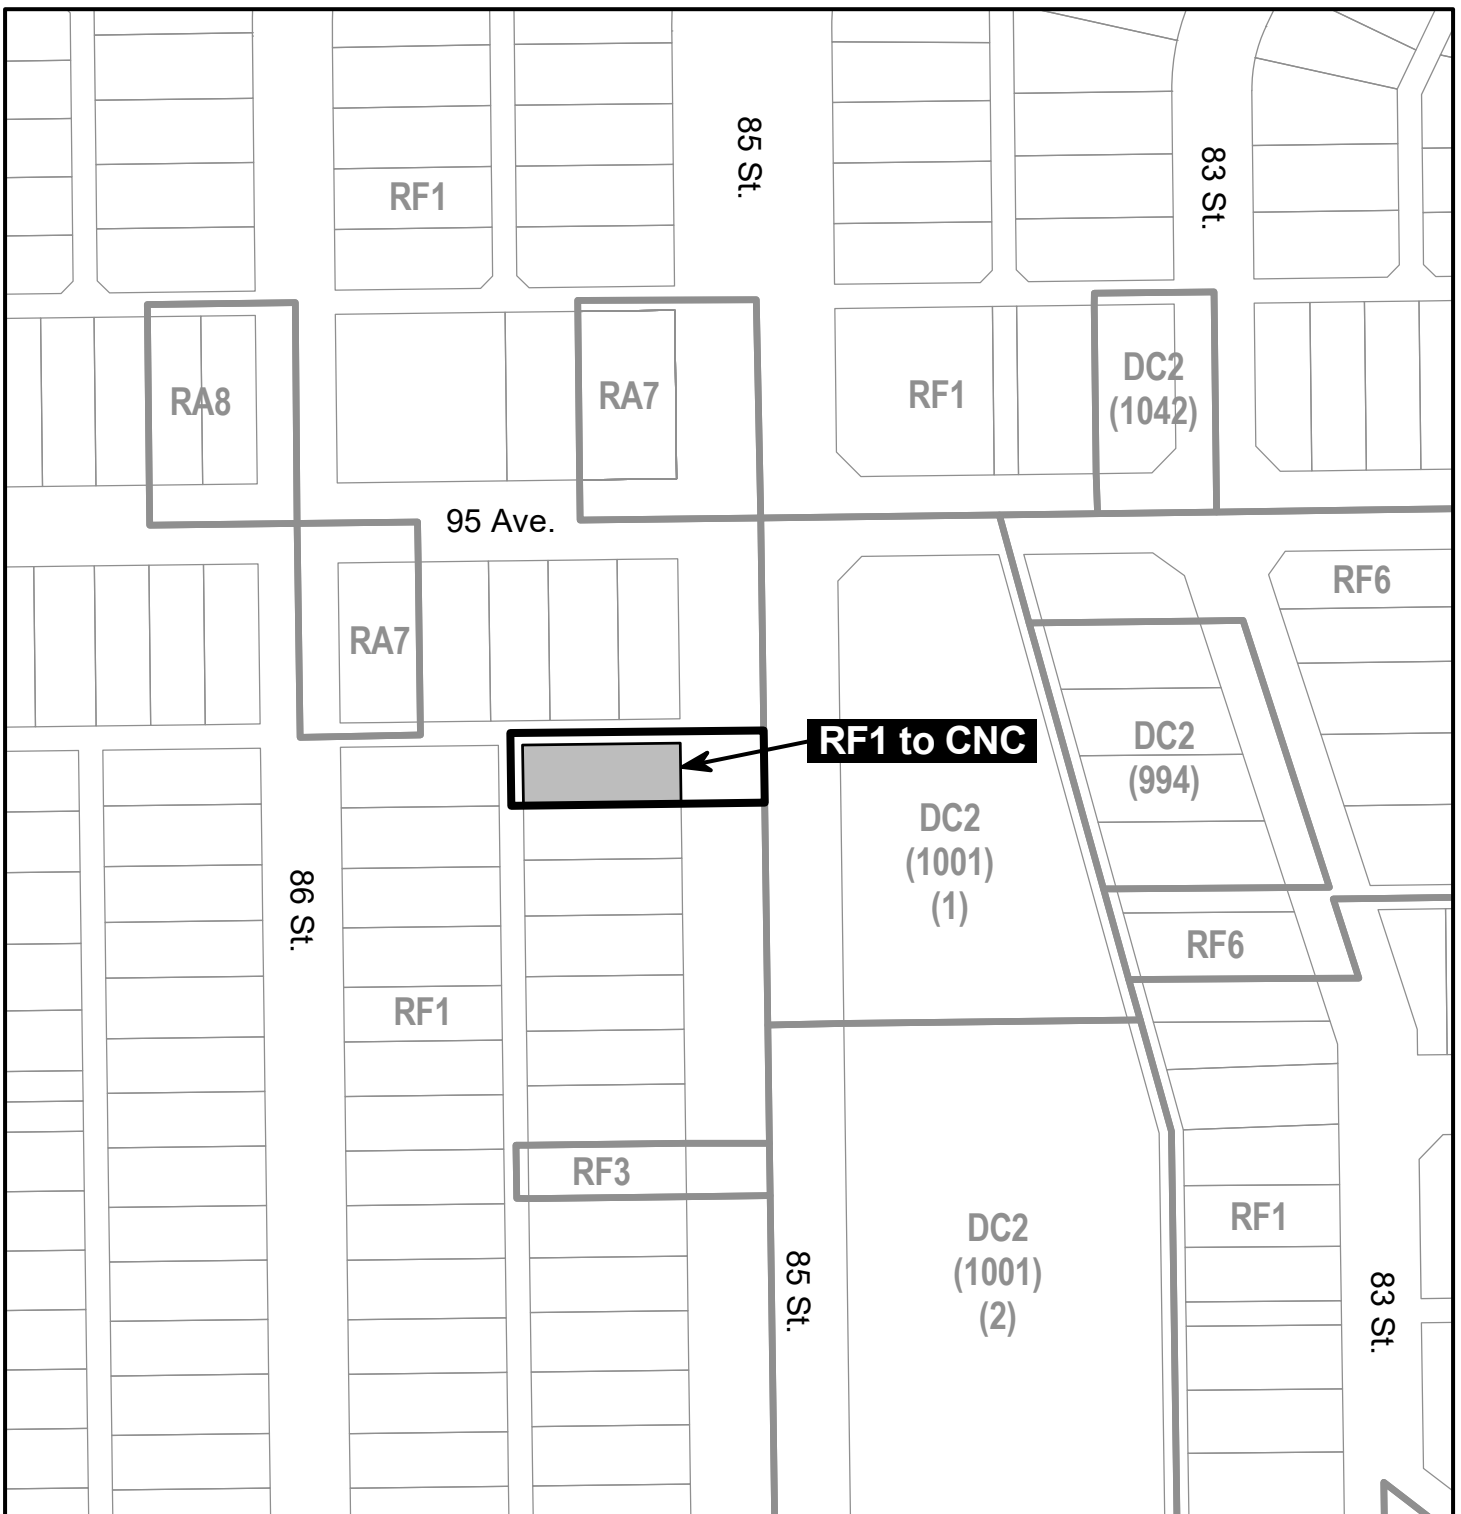 85 St.
83 St.
RF1
RA8
RA7
RF1
DC2
(1042)
95 Ave.
RF6
RA7
RF1 to CNC
DC2
(994)
DC2
(1001)
(1)
86 St.
RF6
RF1
RF3
RF1
DC2
(1001)
(2)
85 St.
83 St.